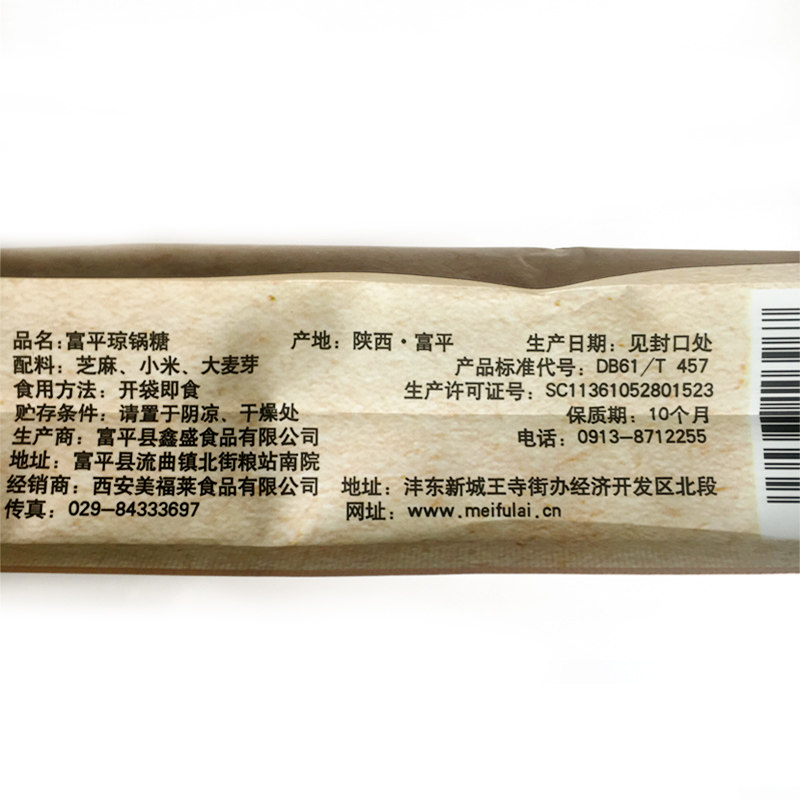 品名:富平琼锅糖 产地: 陕西·富平 生产日期: 见封口处
配料: 芝麻、小米、大麦芽 产品标准代号: DB61/T 457
食用方法: 开袋即食 生产许可证号: SC11361052801523
贮存条件: 请置于阴凉、干燥处 保质期: 10个月
生产商: 富平县鑫盛食品有限公司 电话: 0913-8712255
地址: 富平县流曲镇北街粮站南院
经销商: 西安美福莱食品有限公司 地址: 沣东新城王寺街办经济开发区北段
传真: 029-84333697 网址: www.meifulai.cn